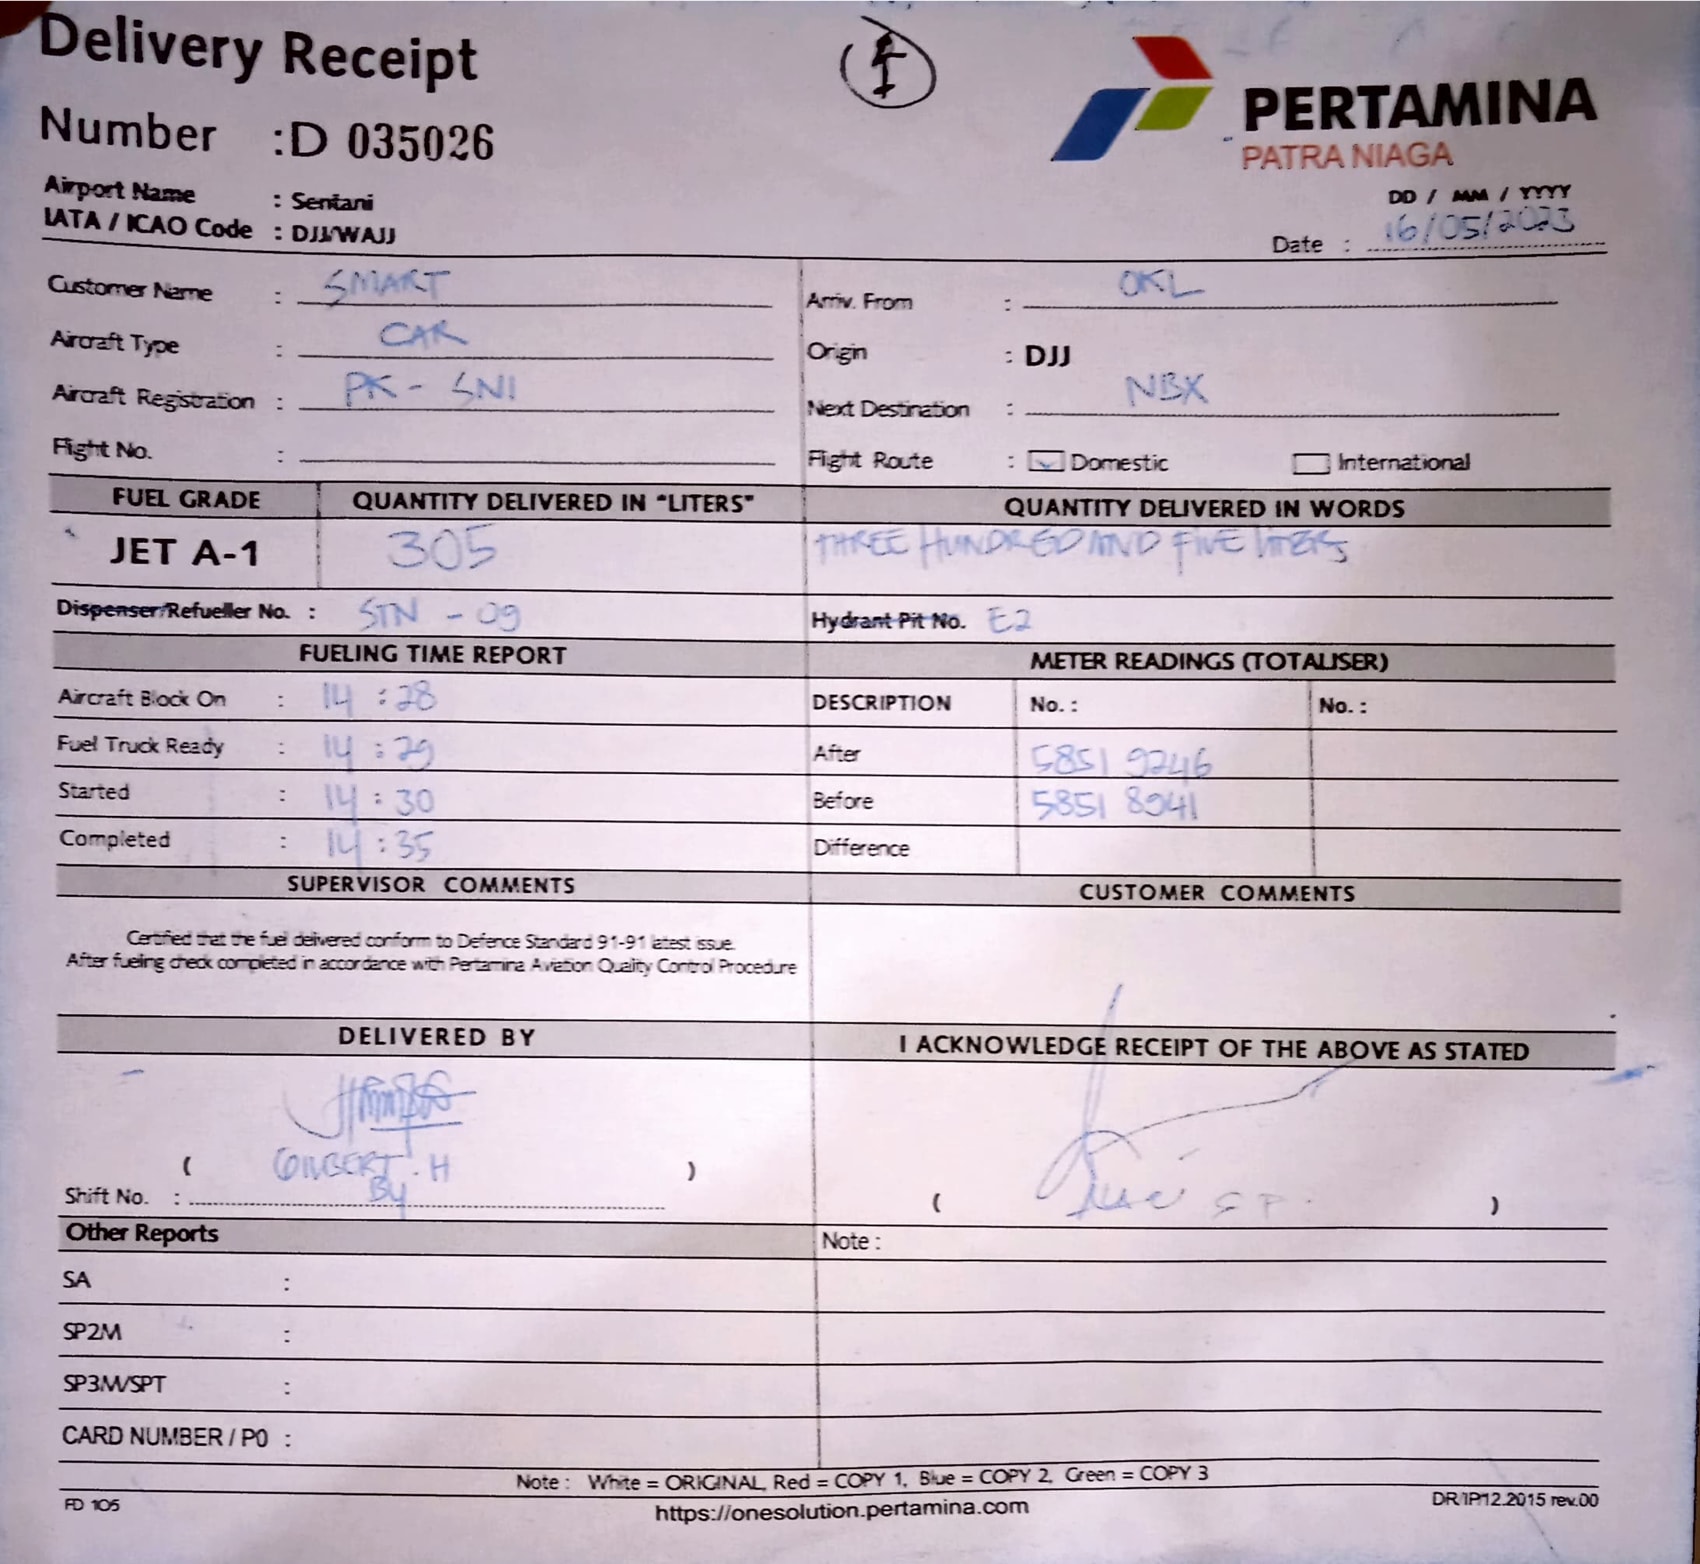 Delivery Receipt
Number : D 035026
PERTAMINA
PATRA NIAGA
Airport Name : Sentani
IATA / ICAO Code : DJJ/WAJJ
DD / MM / YYYY
Date : 16/05/2023
Customer Name : SMART
Arriv. From : OKL
Aircraft Type : CAR
Origin : DJJ
Aircraft Registration : PK - SNI
Next Destination : NBX
Flight No. :
Flight Route : Domestic International
FUEL GRADE QUANTITY DELIVERED IN "LITERS" QUANTITY DELIVERED IN WORDS
JET A-1 305 THREE HUNDRED AND FIVE LITERS
Dispenser/Refueller No. : STN - 09 Hydrant Pit No. E2
FUELING TIME REPORT METER READINGS (TOTALISER)
Aircraft Block On : 14 : 28 DESCRIPTION No. : No. :
Fuel Truck Ready : 14 : 29 After 5851 9246
Started : 14 : 30 Before 5851 8941
Completed : 14 : 35 Difference
SUPERVISOR COMMENTS CUSTOMER COMMENTS
Certified that the fuel delivered conform to Defence Standard 91-91 latest issue.
After fueling check completed in accordance with Pertamina Aviation Quality Control Procedure
DELIVERED BY I ACKNOWLEDGE RECEIPT OF THE ABOVE AS STATED
( GILBERT . H )
Shift No. :
( )
Other Reports Note :
SA :
SP2M :
SP3M/SPT :
CARD NUMBER / PO :
Note : White = ORIGINAL, Red = COPY 1, Blue = COPY 2, Green = COPY 3
FD 105 https://onesolution.pertamina.com DR/IP12.2015 rev.00